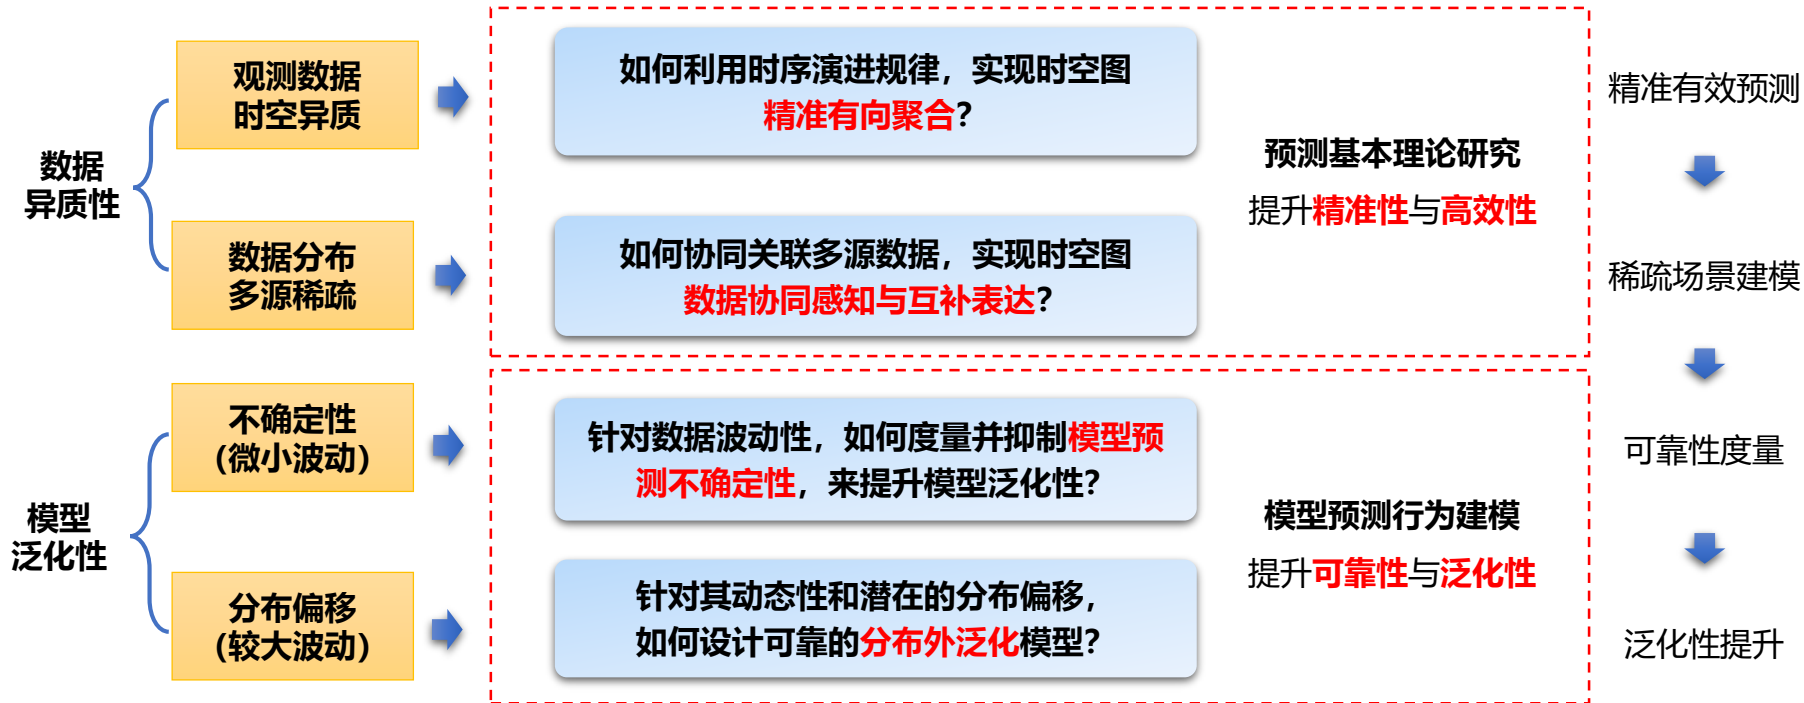 数据
异质性
观测数据
时空异质
如何利用时序演进规律，实现时空图
精准有向聚合？
数据分布
多源稀疏
如何协同关联多源数据，实现时空图
数据协同感知与互补表达？
预测基本理论研究
提升精准性与高效性
模型
泛化性
不确定性
（微小波动）
针对数据波动性，如何度量并抑制模型预
测不确定性，来提升模型泛化性？
分布偏移
（较大波动）
针对其动态性和潜在的分布偏移，
如何设计可靠的分布外泛化模型？
模型预测行为建模
提升可靠性与泛化性
精准有效预测
稀疏场景建模
可靠性度量
泛化性提升